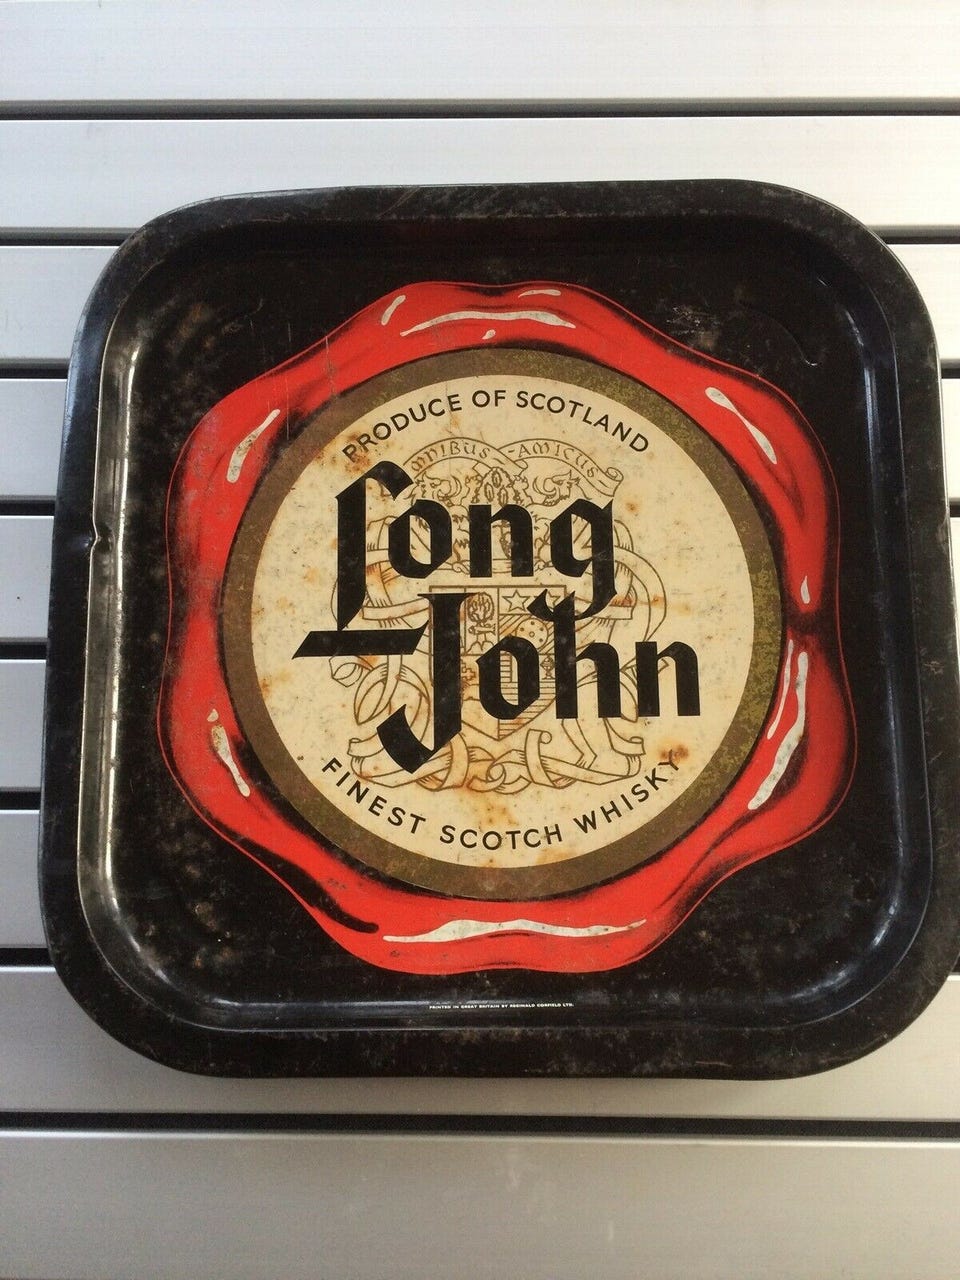 PRODUCE OF SCOTLAND
OMNIBUS AMICUS
Long
John
FINEST SCOTCH WHISKY
PRINTED IN GREAT BRITAIN BY REGINALD CORFIELD LTD.